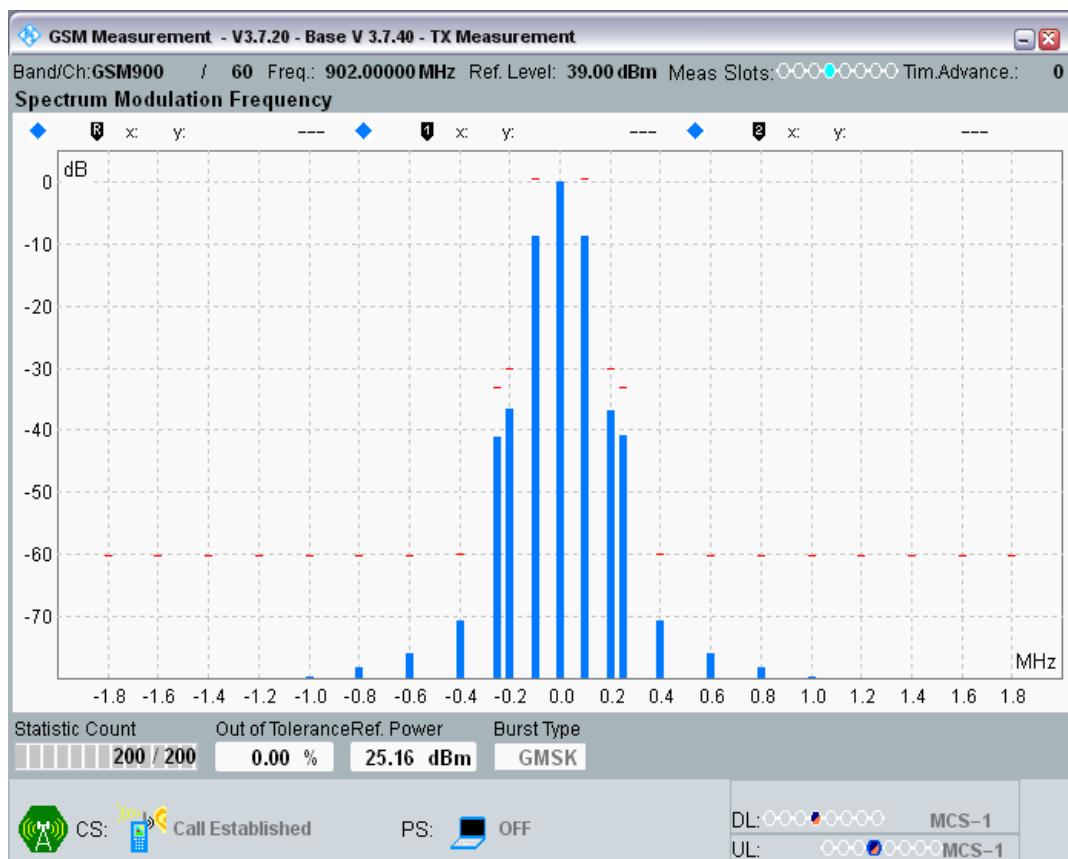 GSM Measurement - V3.7.20 - Base V 3.7.40 - TX Measurement
Band/Ch:GSM900 / 60 Freq.: 902.00000 MHz Ref. Level: 39.00 dBm Meas Slots: Tim.Advance.: 0
Spectrum Modulation Frequency
R x: y: --- 1 x: y: --- 2 x: y: ---
dB
0
-10
-20
-30
-40
-50
-60
-70
MHz
-1.8 -1.6 -1.4 -1.2 -1.0 -0.8 -0.6 -0.4 -0.2 0.0 0.2 0.4 0.6 0.8 1.0 1.2 1.4 1.6 1.8
Statistic Count Out of Tolerance Ref. Power Burst Type
200 / 200 0.00 % 25.16 dBm GMSK
CS: Call Established PS: OFF DL: MCS-1
UL: MCS-1